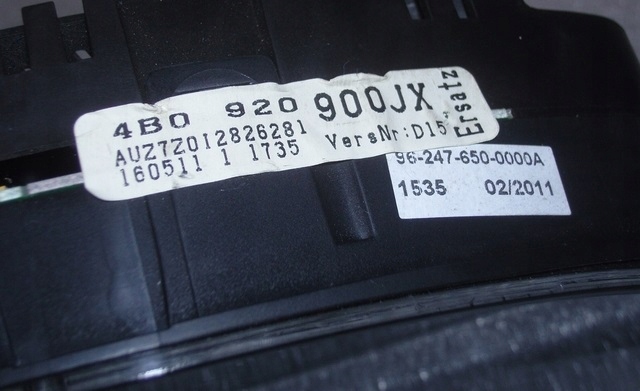 4B0 920 900JX
AUZ7Z0I2826281
160511 1 1735 VersNr:D15
Ersatz
96-247-650-0000A
1535 02/2011